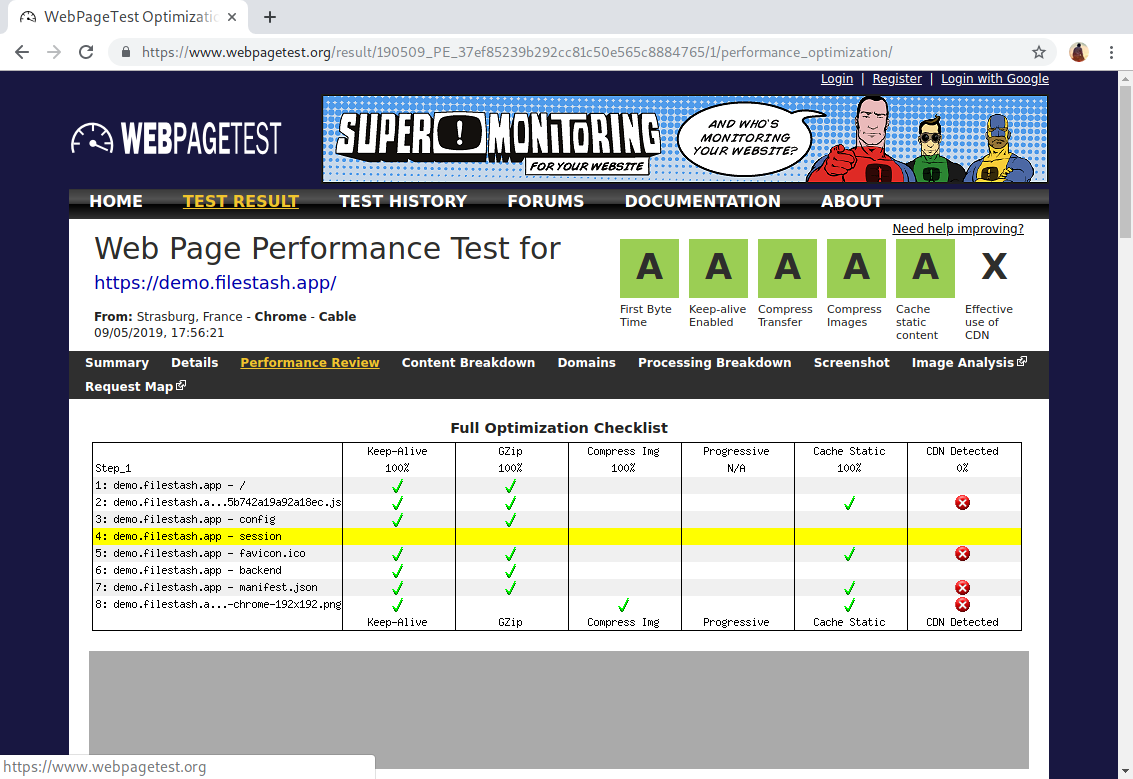 WebPageTest Optimizatio
https://www.webpagetest.org/result/190509_PE_37ef85239b292cc81c50e565c8884765/1/performance_optimization/
Login | Register | Login with Google
WEBPAGETEST
SUPER MONITORING
FOR YOUR WEBSITE
AND WHO'S
MONITORING
YOUR WEBSITE?
HOME TEST RESULT TEST HISTORY FORUMS DOCUMENTATION ABOUT
Need help improving?
Web Page Performance Test for
https://demo.filestash.app/
From: Strasburg, France - Chrome - Cable
09/05/2019, 17:56:21
A A A A A X
First Byte Time
Keep-alive Enabled
Compress Transfer
Compress Images
Cache static content
Effective use of CDN
Summary Details Performance Review Content Breakdown Domains Processing Breakdown Screenshot Image Analysis
Request Map
Full Optimization Checklist
Keep-Alive GZip Compress Img Progressive Cache Static CDN Detected
Step_1 100% 100% 100% N/A 100% 0%
1: demo.filestash.app - /
2: demo.filestash.a...5b742a19a92a18ec.js
3: demo.filestash.app - config
4: demo.filestash.app - session
5: demo.filestash.app - favicon.ico
6: demo.filestash.app - backend
7: demo.filestash.app - manifest.json
8: demo.filestash.a...-chrome-192x192.png
Keep-Alive GZip Compress Img Progressive Cache Static CDN Detected
https://www.webpagetest.org